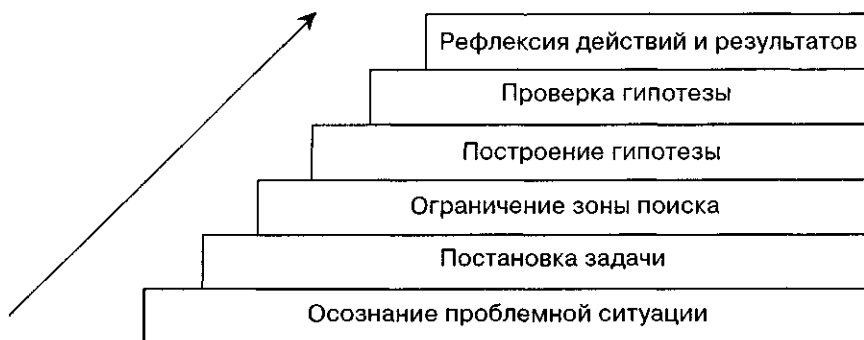 Рефлексия действий и результатов
Проверка гипотезы
Построение гипотезы
Ограничение зоны поиска
Постановка задачи
Осознание проблемной ситуации